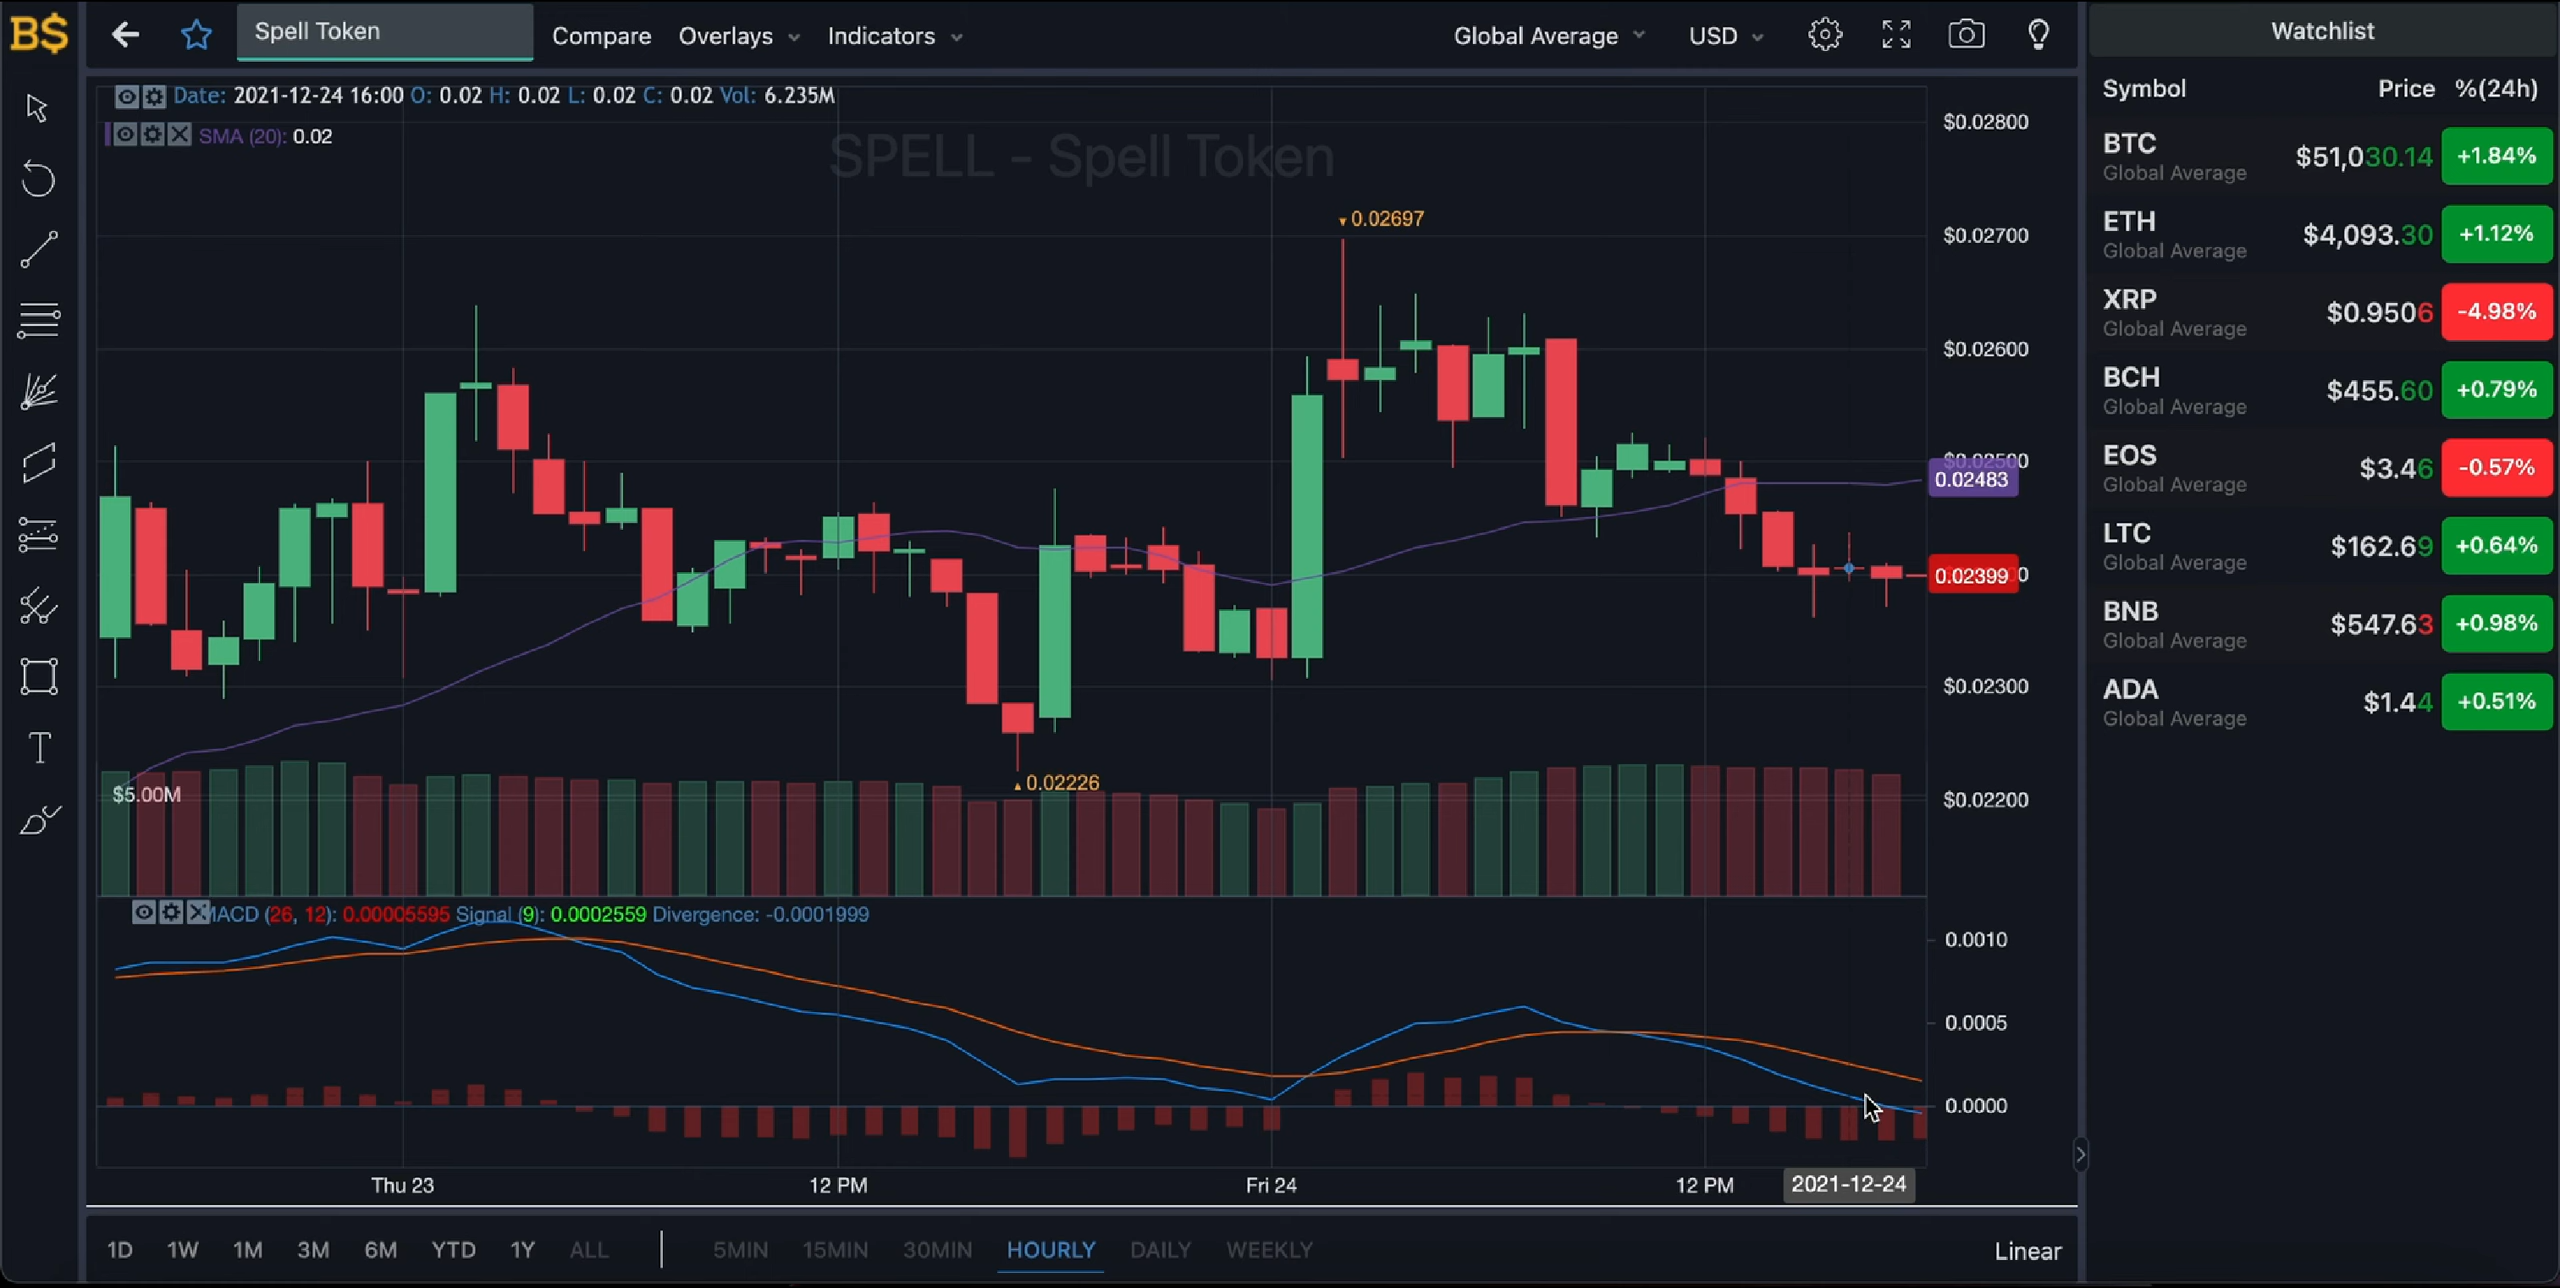 B$ Spell Token Compare Overlays Indicators Global Average USD
Date: 2021-12-24 16:00 O: 0.02 H: 0.02 L: 0.02 C: 0.02 Vol: 6.235M
SMA (20): 0.02
SPELL - Spell Token
0.02697
0.02226
$5.00M
$0.02800
$0.02700
$0.02600
$0.02500
0.02483
0.02399
$0.02300
$0.02200
MACD (26, 12): 0.00005595 Signal (9): 0.0002559 Divergence: -0.0001999
0.0010
0.0005
0.0000
Thu 23 12 PM Fri 24 12 PM 2021-12-24
1D 1W 1M 3M 6M YTD 1Y ALL 5MIN 15MIN 30MIN HOURLY DAILY WEEKLY Linear
Watchlist
Symbol Price %(24h)
BTC $51,030.14 +1.84%
Global Average
ETH $4,093.30 +1.12%
Global Average
XRP $0.9506 -4.98%
Global Average
BCH $455.60 +0.79%
Global Average
EOS $3.46 -0.57%
Global Average
LTC $162.69 +0.64%
Global Average
BNB $547.63 +0.98%
Global Average
ADA $1.44 +0.51%
Global Average